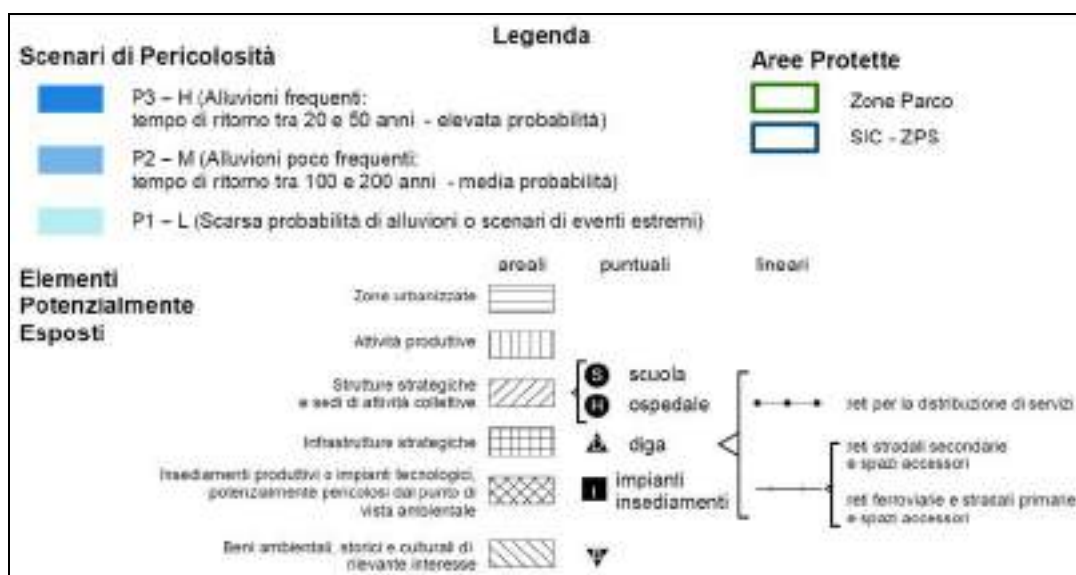 Legenda
Scenari di Pericolosità
P3 – H (Alluvioni frequenti:
tempo di ritorno tra 20 e 50 anni - elevata probabilità)
P2 – M (Alluvioni poco frequenti:
tempo di ritorno tra 100 e 200 anni - media probabilità)
P1 – L (Scarsa probabilità di alluvioni o scenari di eventi estremi)
Aree Protette
Zone Parco
SIC - ZPS
Elementi
Potenzialmente
Esposti
areali puntuali lineari
Zone urbanizzate
Attività produttive
Strutture strategiche
e sedi di attività collettive
S scuola
H ospedale
reti per la distribuzione di servizi
Infrastrutture strategiche
diga
reti stradali secondarie
e spazi accessori
Insediamenti produttivi o impianti tecnologici,
potenzialmente pericolosi dal punto di
vista ambientale
I impianti
insediamenti
reti ferroviarie e stradali primarie
e spazi accessori
Beni ambientali, storici e culturali di
rilevante interesse